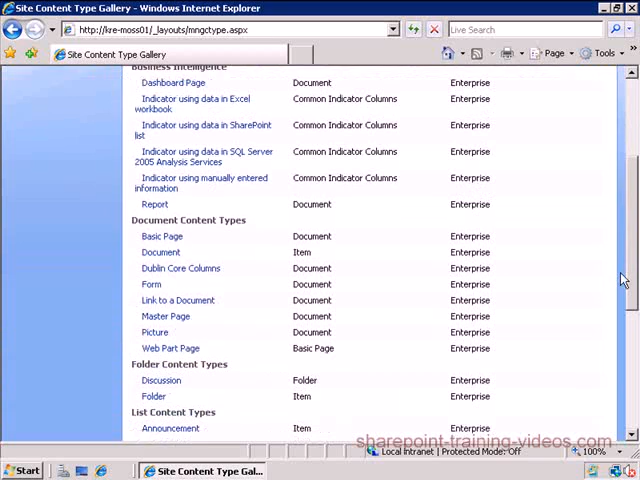 Site Content Type Gallery - Windows Internet Explorer
http://kre-moss01/_layouts/mngctype.aspx
Live Search
Site Content Type Gallery
Page
Tools
Business Intelligence
Dashboard Page Document Enterprise
Indicator using data in Excel Common Indicator Columns Enterprise
workbook
Indicator using data in SharePoint Common Indicator Columns Enterprise
list
Indicator using data in SQL Server Common Indicator Columns Enterprise
2005 Analysis Services
Indicator using manually entered Common Indicator Columns Enterprise
information
Report Document Enterprise
Document Content Types
Basic Page Document Enterprise
Document Item Enterprise
Dublin Core Columns Document Enterprise
Form Document Enterprise
Link to a Document Document Enterprise
Master Page Document Enterprise
Picture Document Enterprise
Web Part Page Basic Page Enterprise
Folder Content Types
Discussion Folder Enterprise
Folder Item Enterprise
List Content Types
Announcement Item Enterprise
sharepoint-training-videos.com
Local intranet | Protected Mode: Off
100%
Start
Site Content Type Gal...